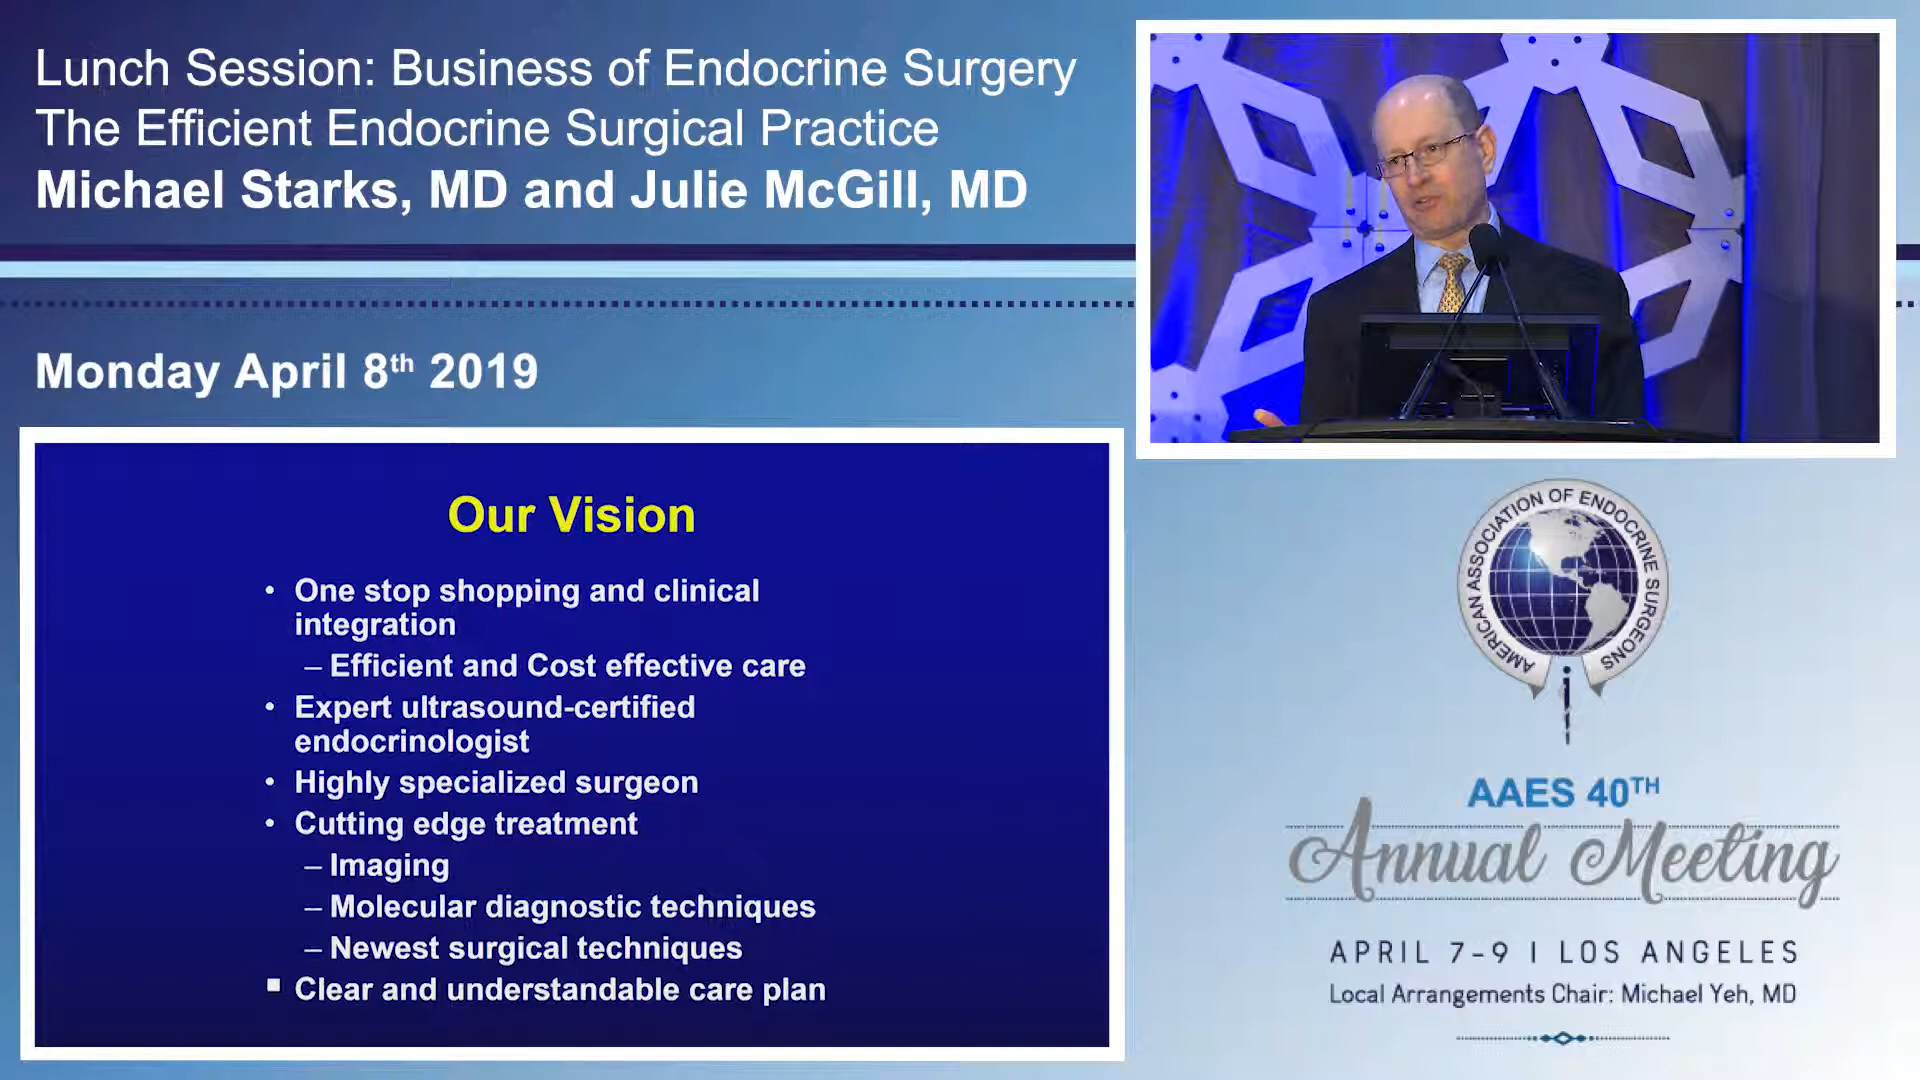 Lunch Session: Business of Endocrine Surgery
The Efficient Endocrine Surgical Practice
Michael Starks, MD and Julie McGill, MD
Monday April 8th 2019
Our Vision
• One stop shopping and clinical
integration
– Efficient and Cost effective care
• Expert ultrasound-certified
endocrinologist
• Highly specialized surgeon
• Cutting edge treatment
– Imaging
– Molecular diagnostic techniques
– Newest surgical techniques
▪ Clear and understandable care plan
AMERICAN ASSOCIATION OF ENDOCRINE SURGEONS
AAES 40TH
Annual Meeting
APRIL 7-9 | LOS ANGELES
Local Arrangements Chair: Michael Yeh, MD